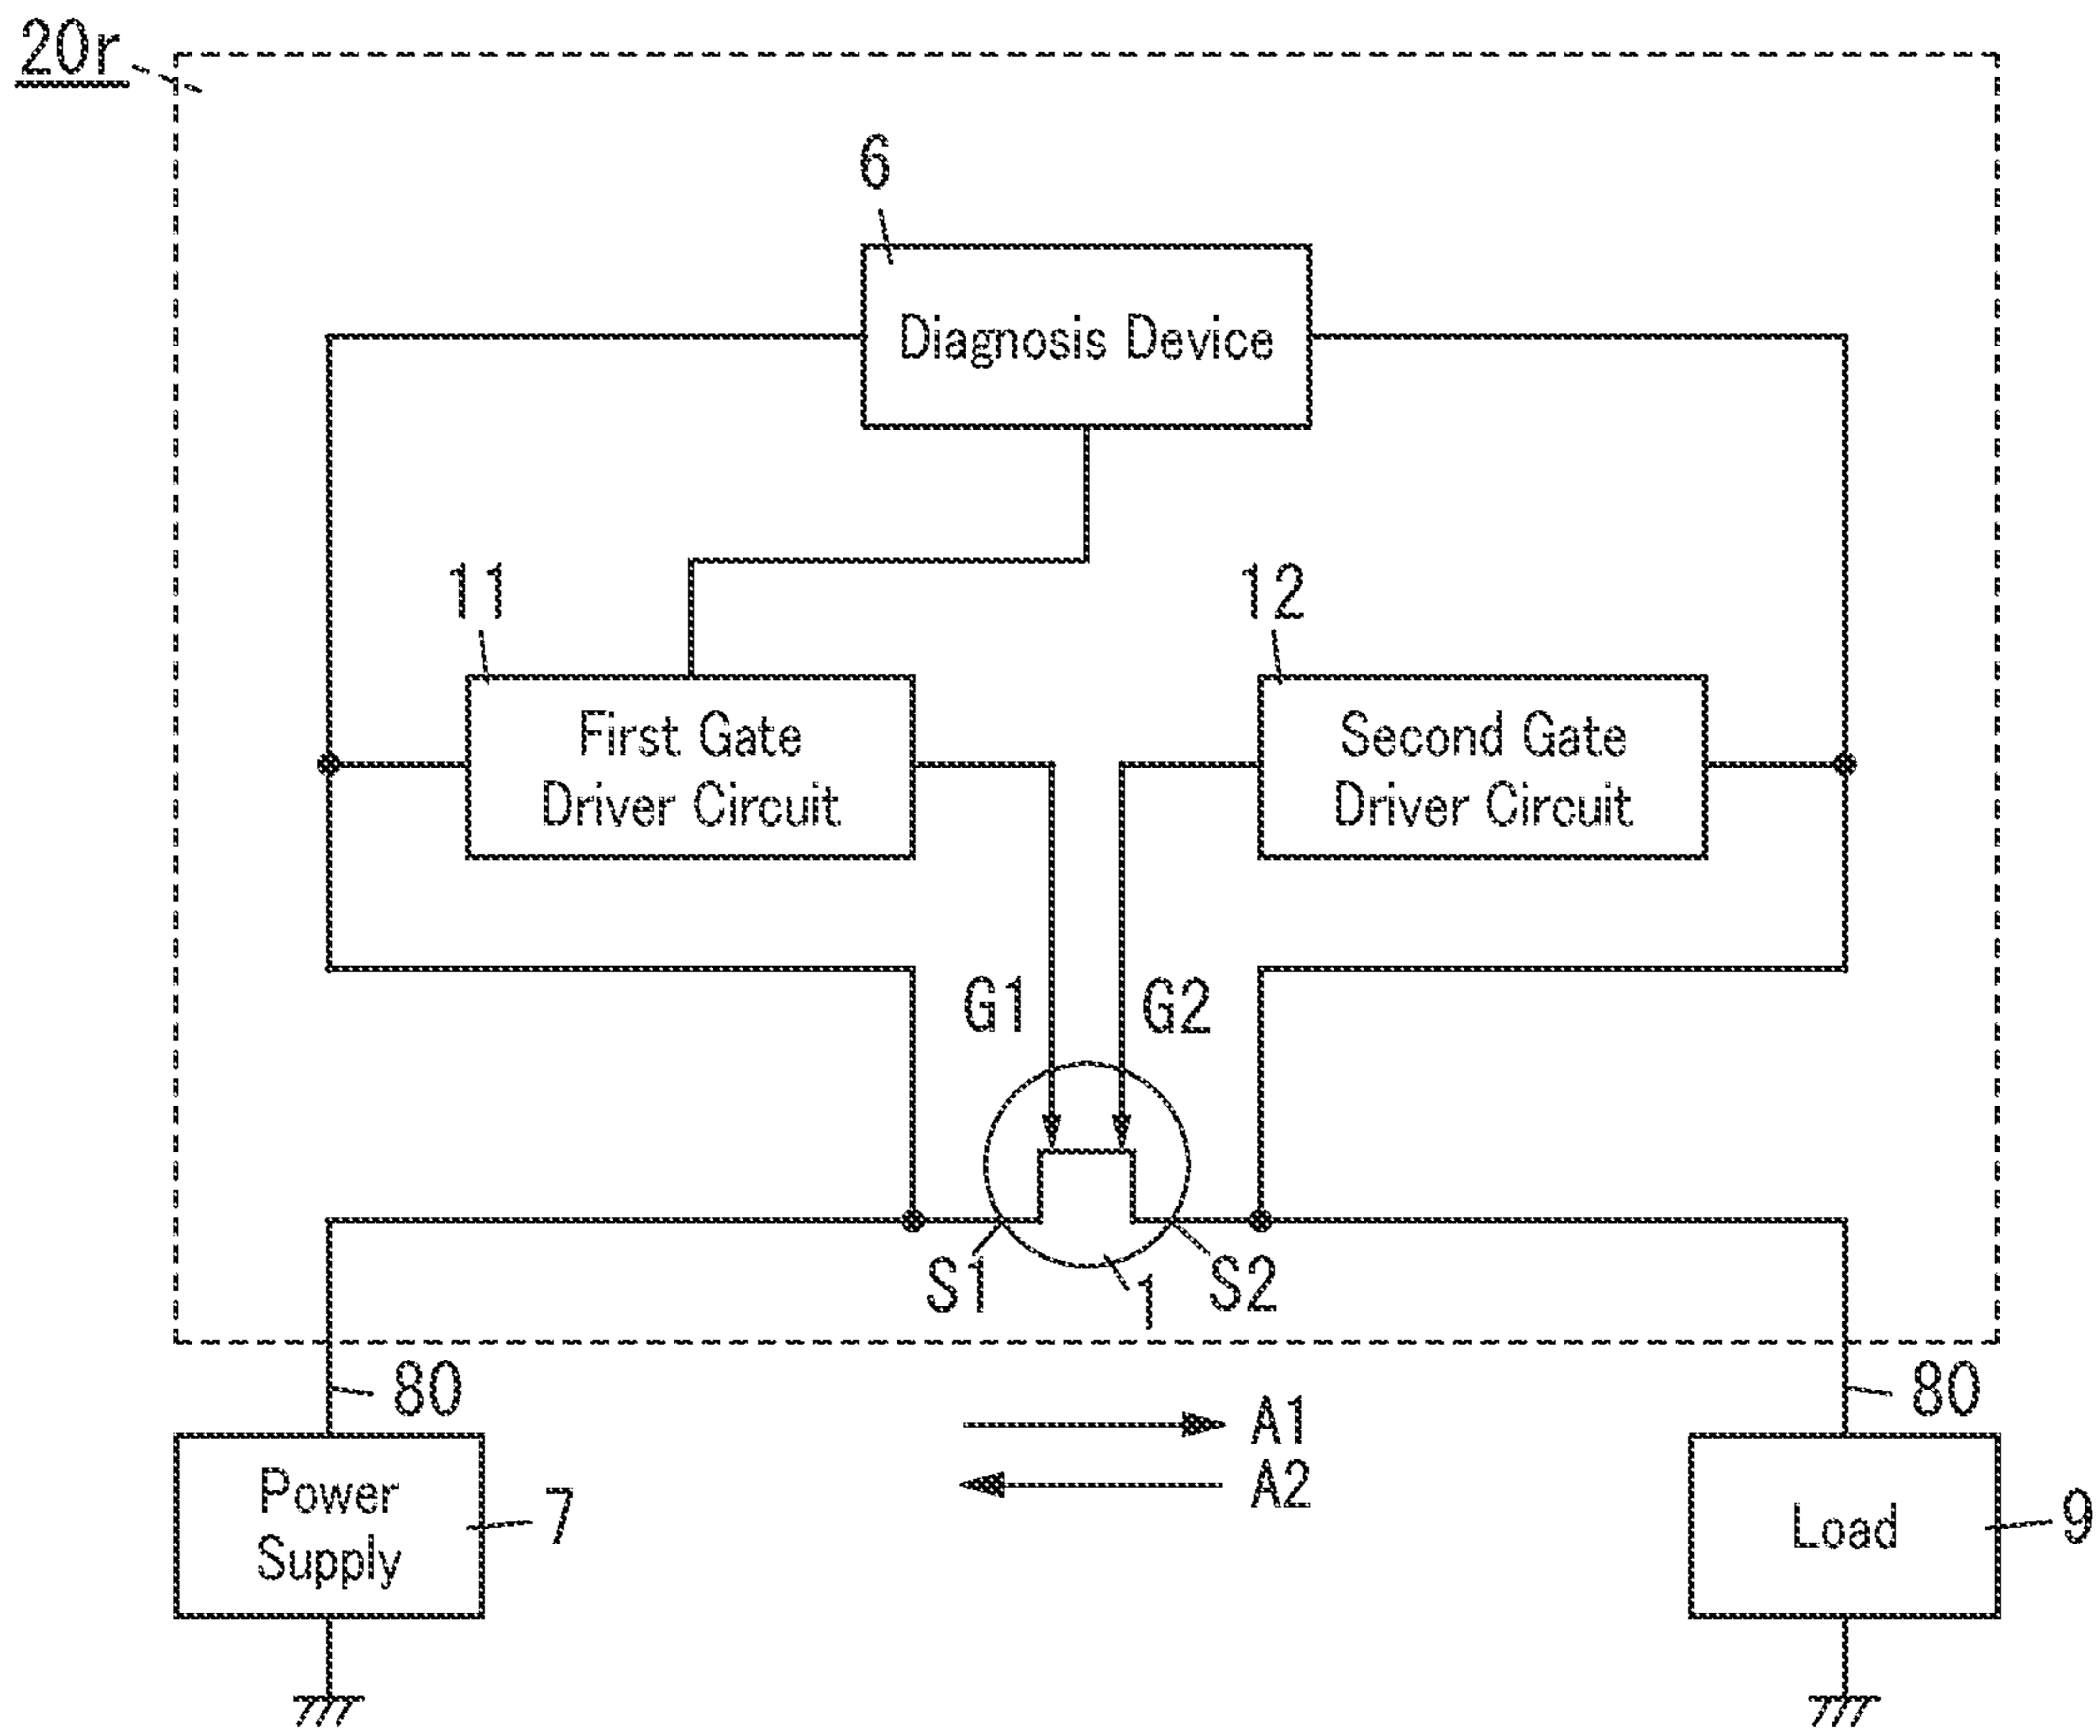 20r
6
Diagnosis Device
11
12
First Gate
Driver Circuit
Second Gate
Driver Circuit
G1
G2
S1
1
S2
80
80
A1
A2
Power
Supply
7
Load
9